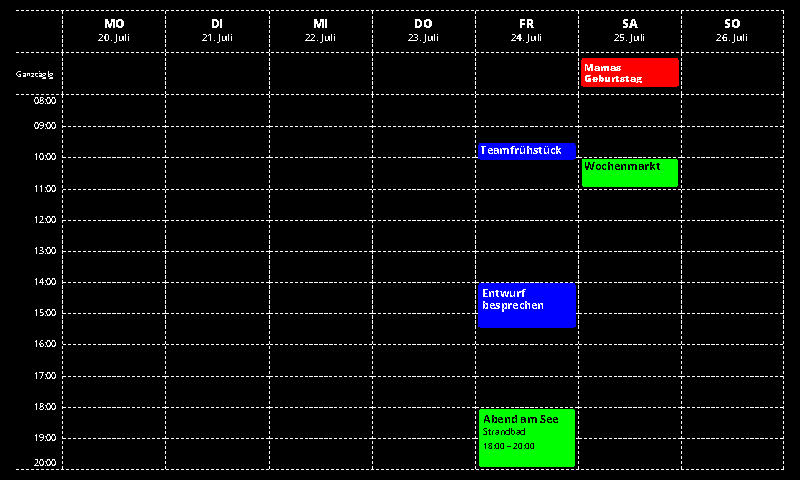 MO DI MI DO FR SA SO
20. Juli 21. Juli 22. Juli 23. Juli 24. Juli 25. Juli 26. Juli
Ganztägig
Mamas
Geburtstag
08:00
09:00
Teamfrühstück
10:00
Wochenmarkt
11:00
12:00
13:00
14:00
Entwurf
besprechen
15:00
16:00
17:00
18:00
Abend am See
Strandbad
18:00 – 20:00
19:00
20:00